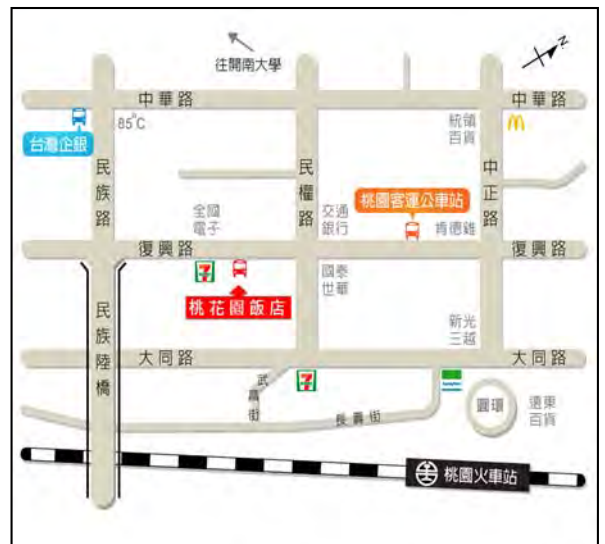 往開南大學
N
中華路
中華路
85°C
台灣企銀
統領
百貨
民族路
民權路
中正路
桃園客運公車站
全國
電子
交通
銀行
肯德雞
復興路
復興路
7
國泰
世華
桃花園飯店
民族陸橋
新光
三越
大同路
大同路
武昌街
7
長壽街
圓環
遠東
百貨
桃園火車站